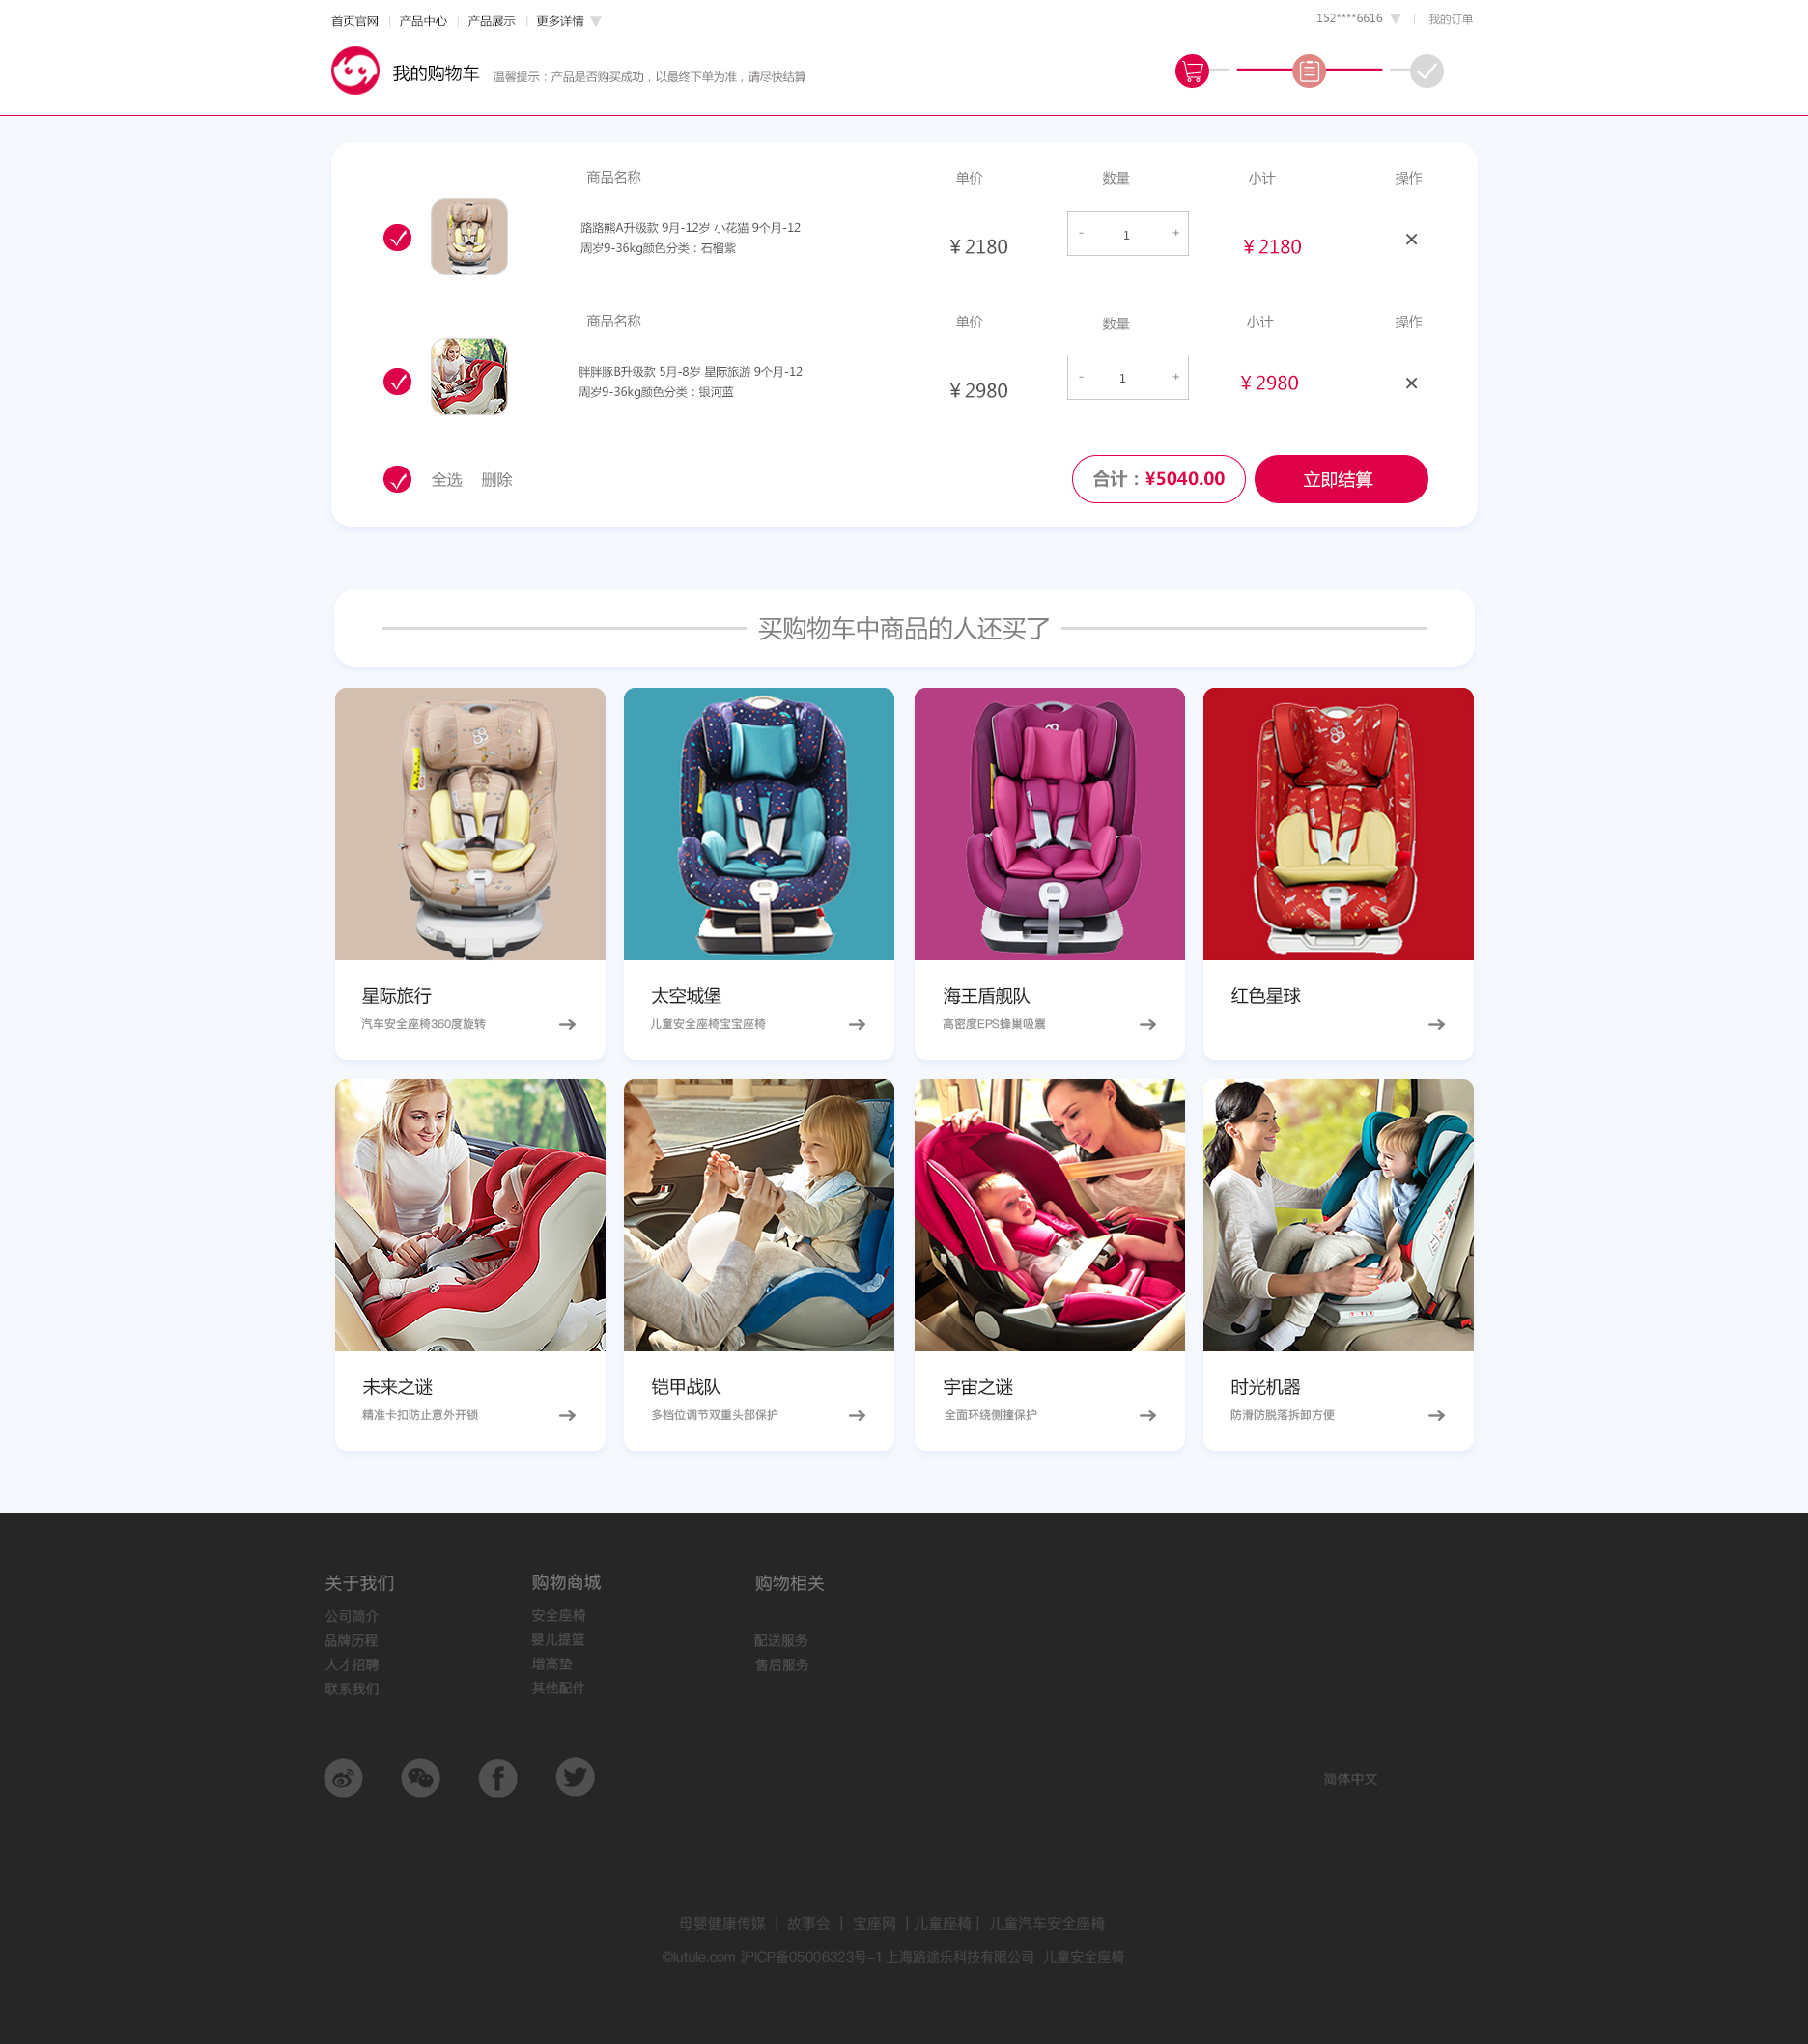 首页官网 | 产品中心 | 产品展示 | 更多详情
152****6616 | 我的订单
我的购物车 温馨提示：产品是否购买成功，以最终下单为准，请尽快结算
商品名称 单价 数量 小计 操作
路路熊A升级款 9月-12岁 小花猫 9个月-12
周岁9-36kg颜色分类：石榴紫
¥2180 - 1 + ¥2180 ×
商品名称 单价 数量 小计 操作
胖胖豚B升级款 5月-8岁 星际旅游 9个月-12
周岁9-36kg颜色分类：银河蓝
¥2980 - 1 + ¥2980 ×
全选 删除 合计：¥5040.00 立即结算
买购物车中商品的人还买了
星际旅行 太空城堡 海王盾舰队 红色星球
汽车安全座椅360度旋转 儿童安全座椅宝宝座椅 高密度EPS蜂巢吸震
未来之谜 铠甲战队 宇宙之谜 时光机器
精准卡扣防止意外开锁 多档位调节双重头部保护 全面环绕侧撞保护 防滑防脱落拆卸方便
关于我们 购物商城 购物相关
公司简介 安全座椅
品牌历程 婴儿提篮 配送服务
人才招聘 增高垫 售后服务
联系我们 其他配件
简体中文
母婴健康传媒 | 故事会 | 宝座网 | 儿童座椅 | 儿童汽车安全座椅
©lutule.com 沪ICP备05006323号-1 上海路途乐科技有限公司 儿童安全座椅